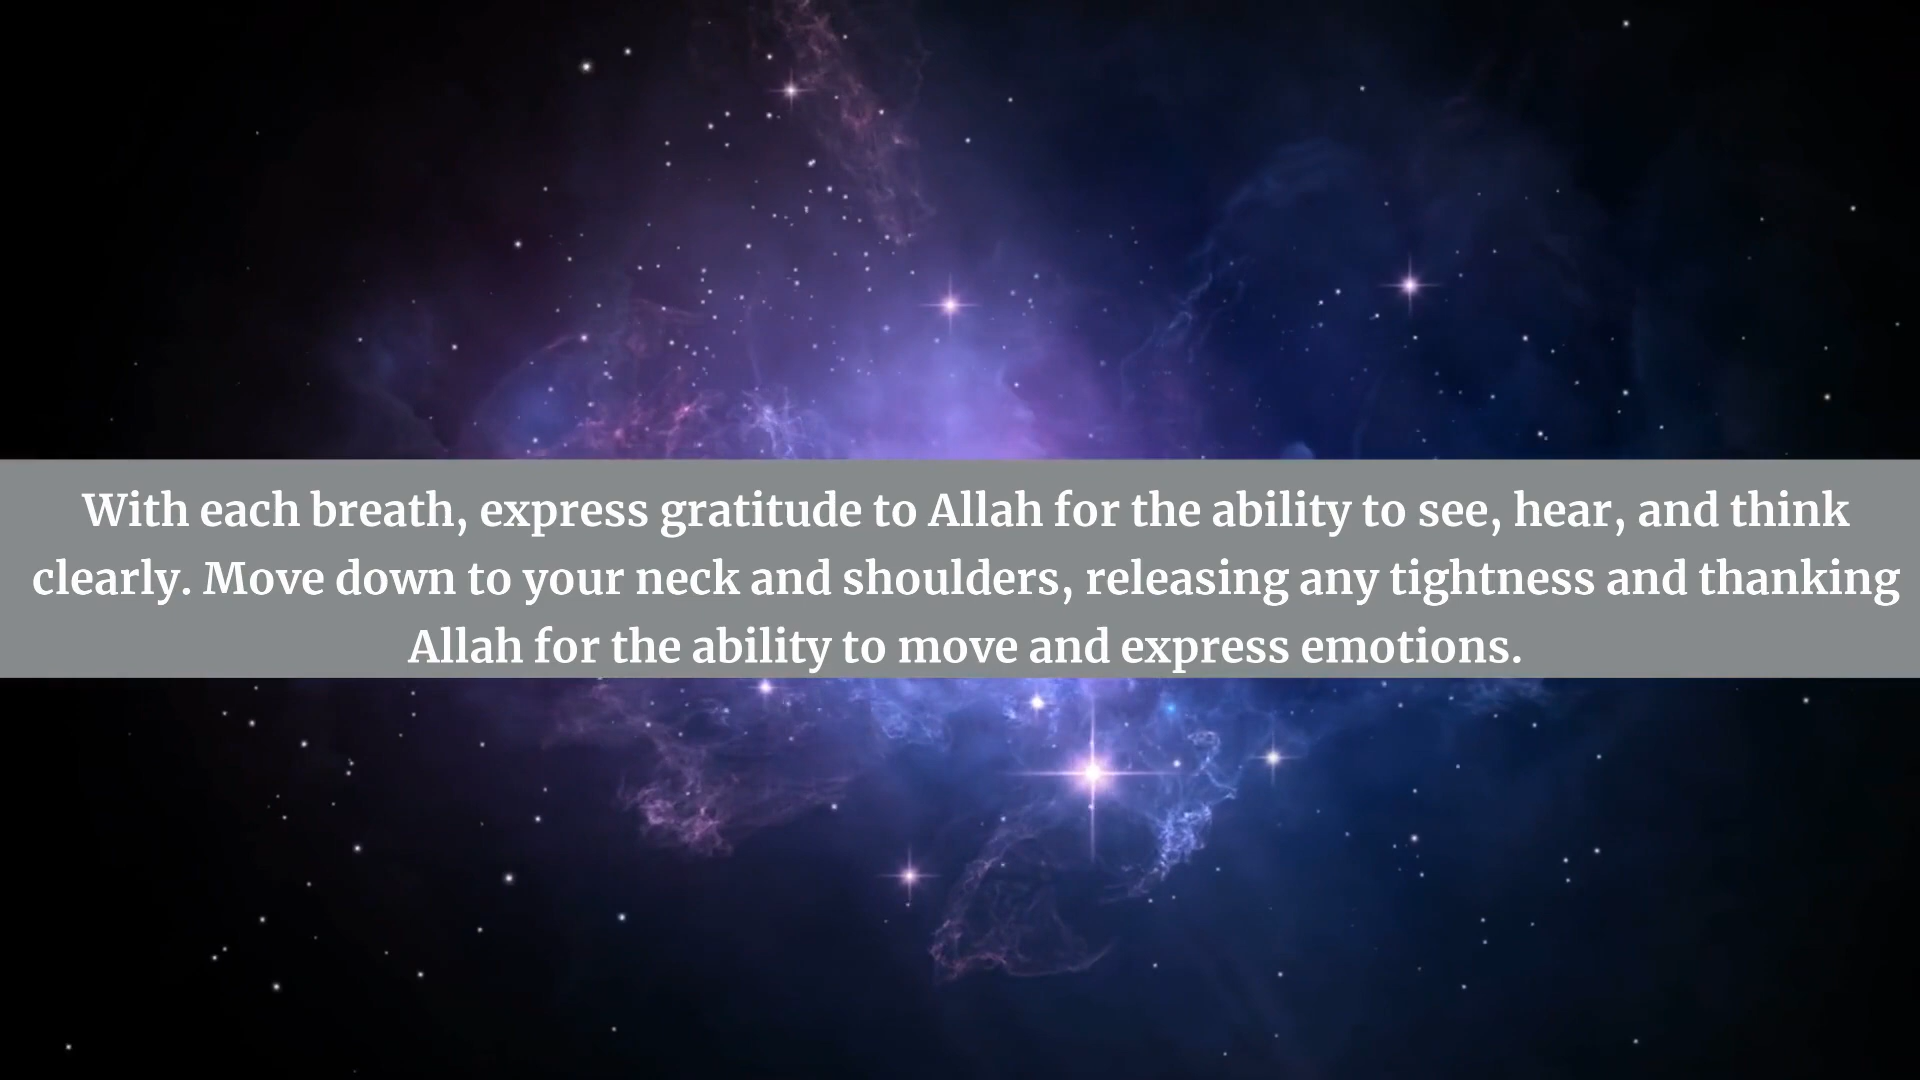 With each breath, express gratitude to Allah for the ability to see, hear, and think
clearly. Move down to your neck and shoulders, releasing any tightness and thanking
Allah for the ability to move and express emotions.